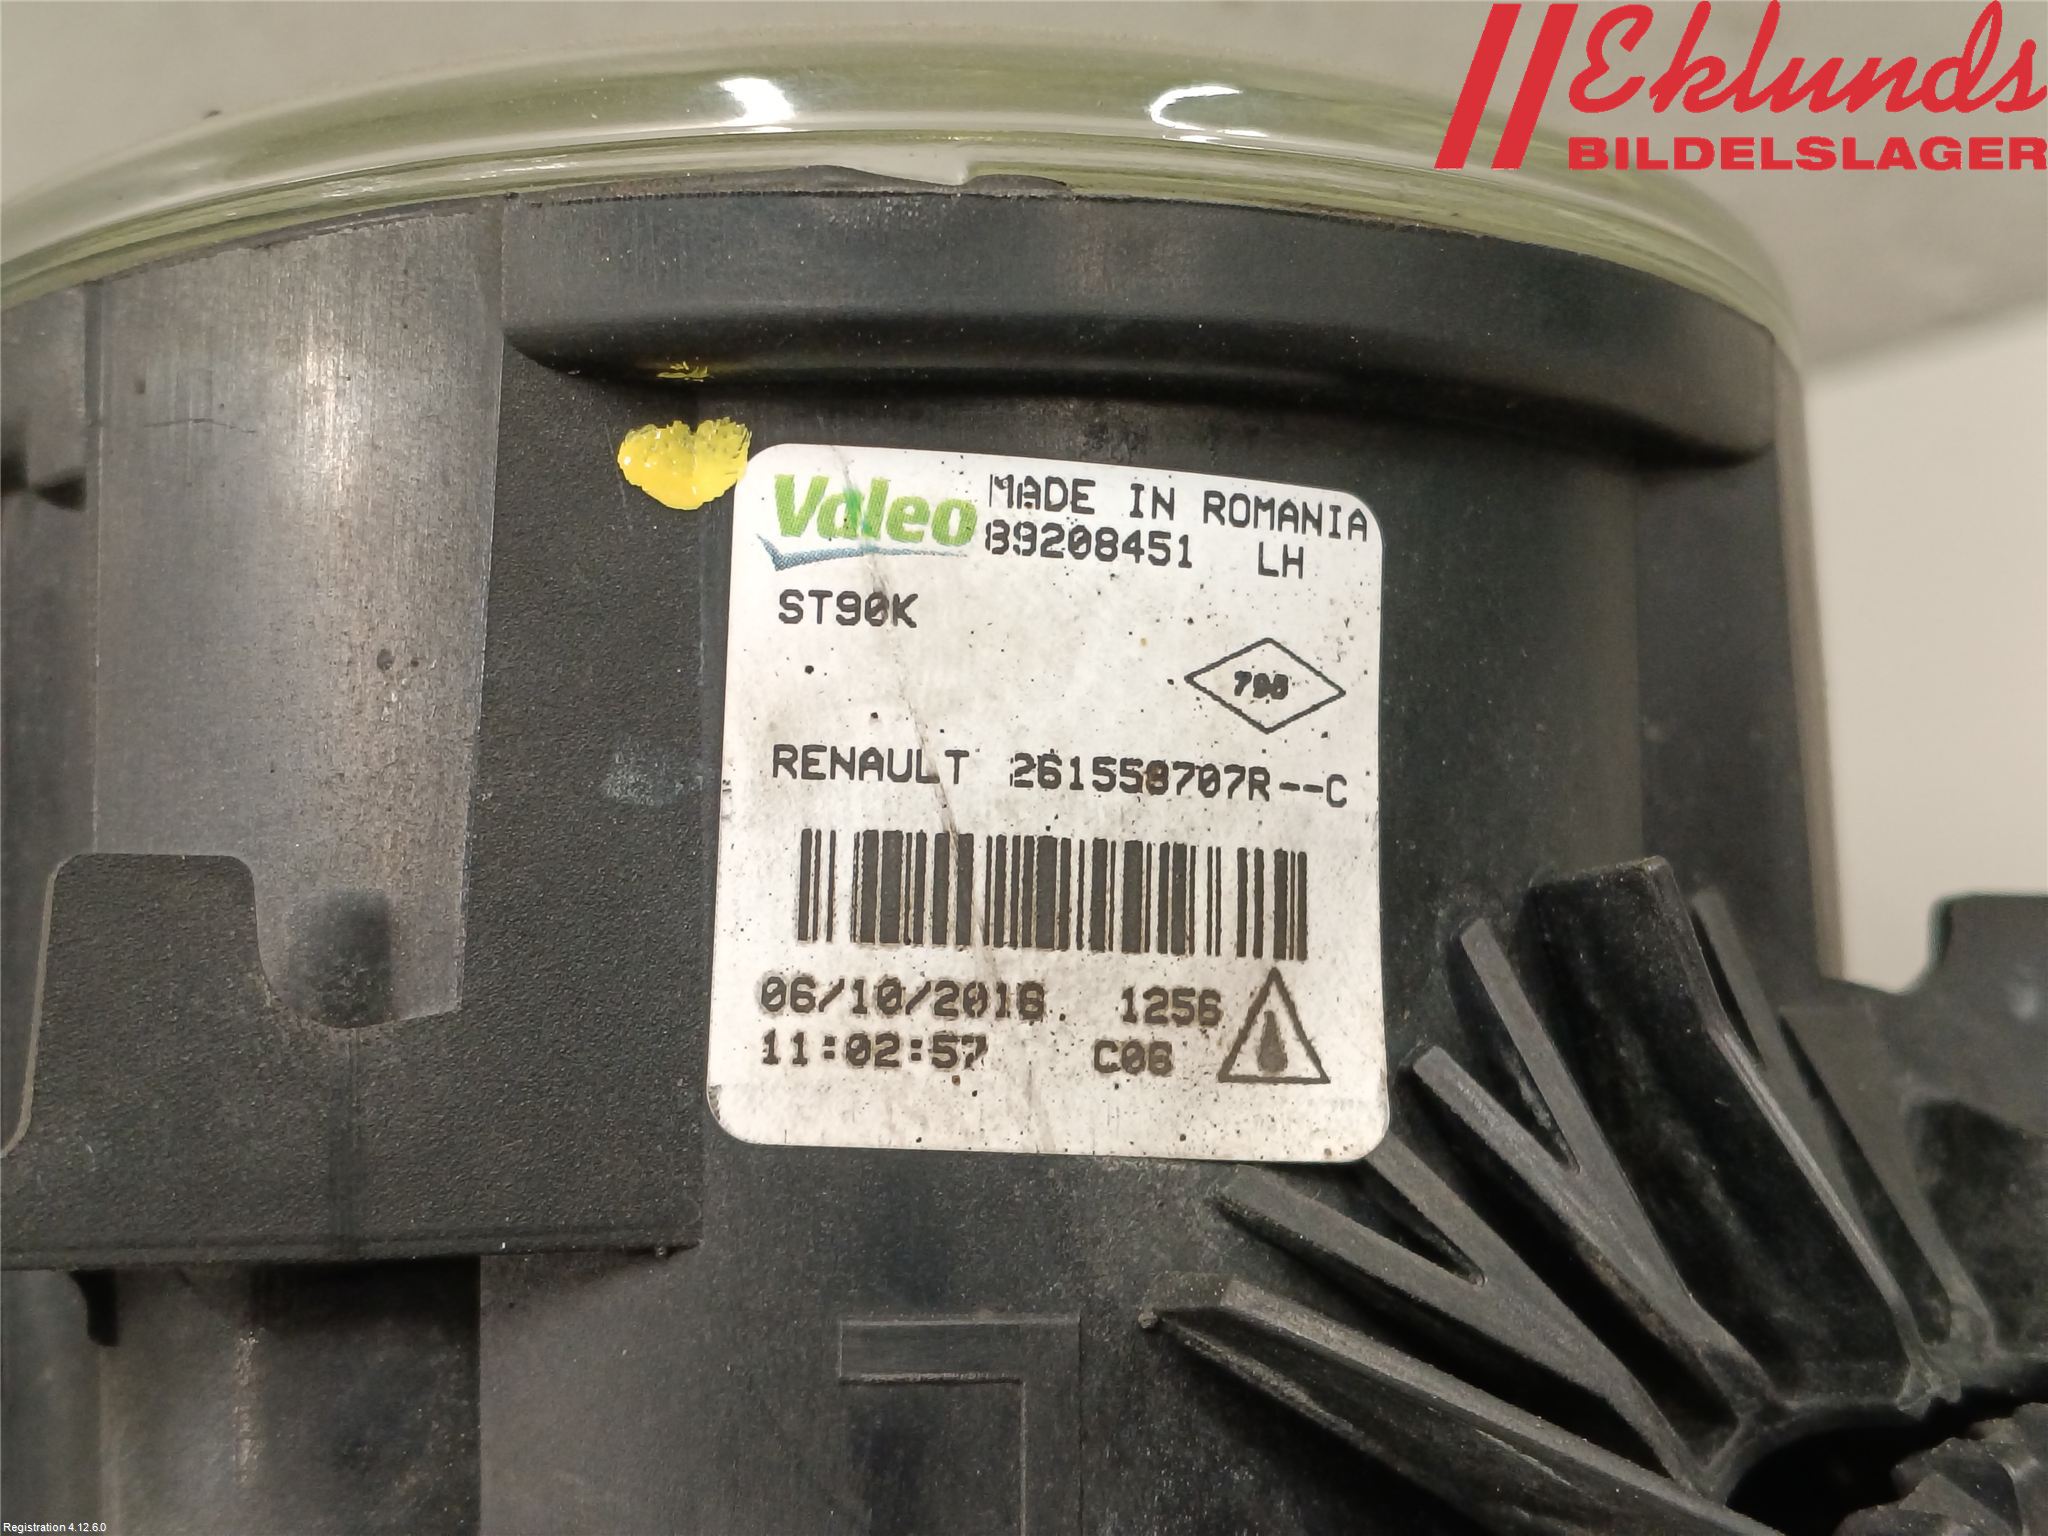 Eklunds
BILDELSLAGER
Valeo
MADE IN ROMANIA
89208451 LH
ST90K
RENAULT 261558707R--C
06/10/2016 1256
11:02:57 C06
Registration 4.12.6.0